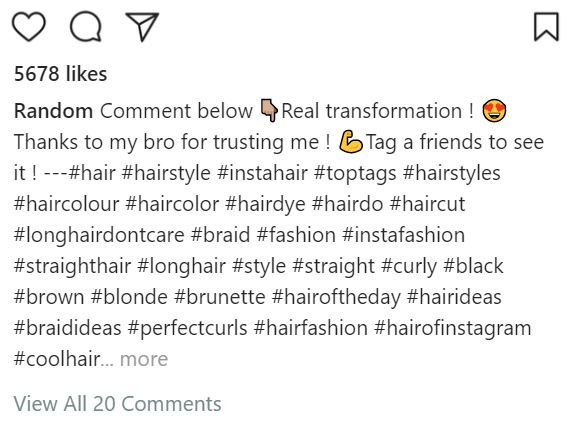 5678 likes
Random Comment below 👇🏽Real transformation ! 😍
Thanks to my bro for trusting me ! 💪Tag a friends to see
it ! ---#hair #hairstyle #instahair #toptags #hairstyles
#haircolour #haircolor #hairdye #hairdo #haircut
#longhairdontcare #braid #fashion #instafashion
#straighthair #longhair #style #straight #curly #black
#brown #blonde #brunette #hairoftheday #hairideas
#braidideas #perfectcurls #hairfashion #hairofinstagram
#coolhair... more
View All 20 Comments